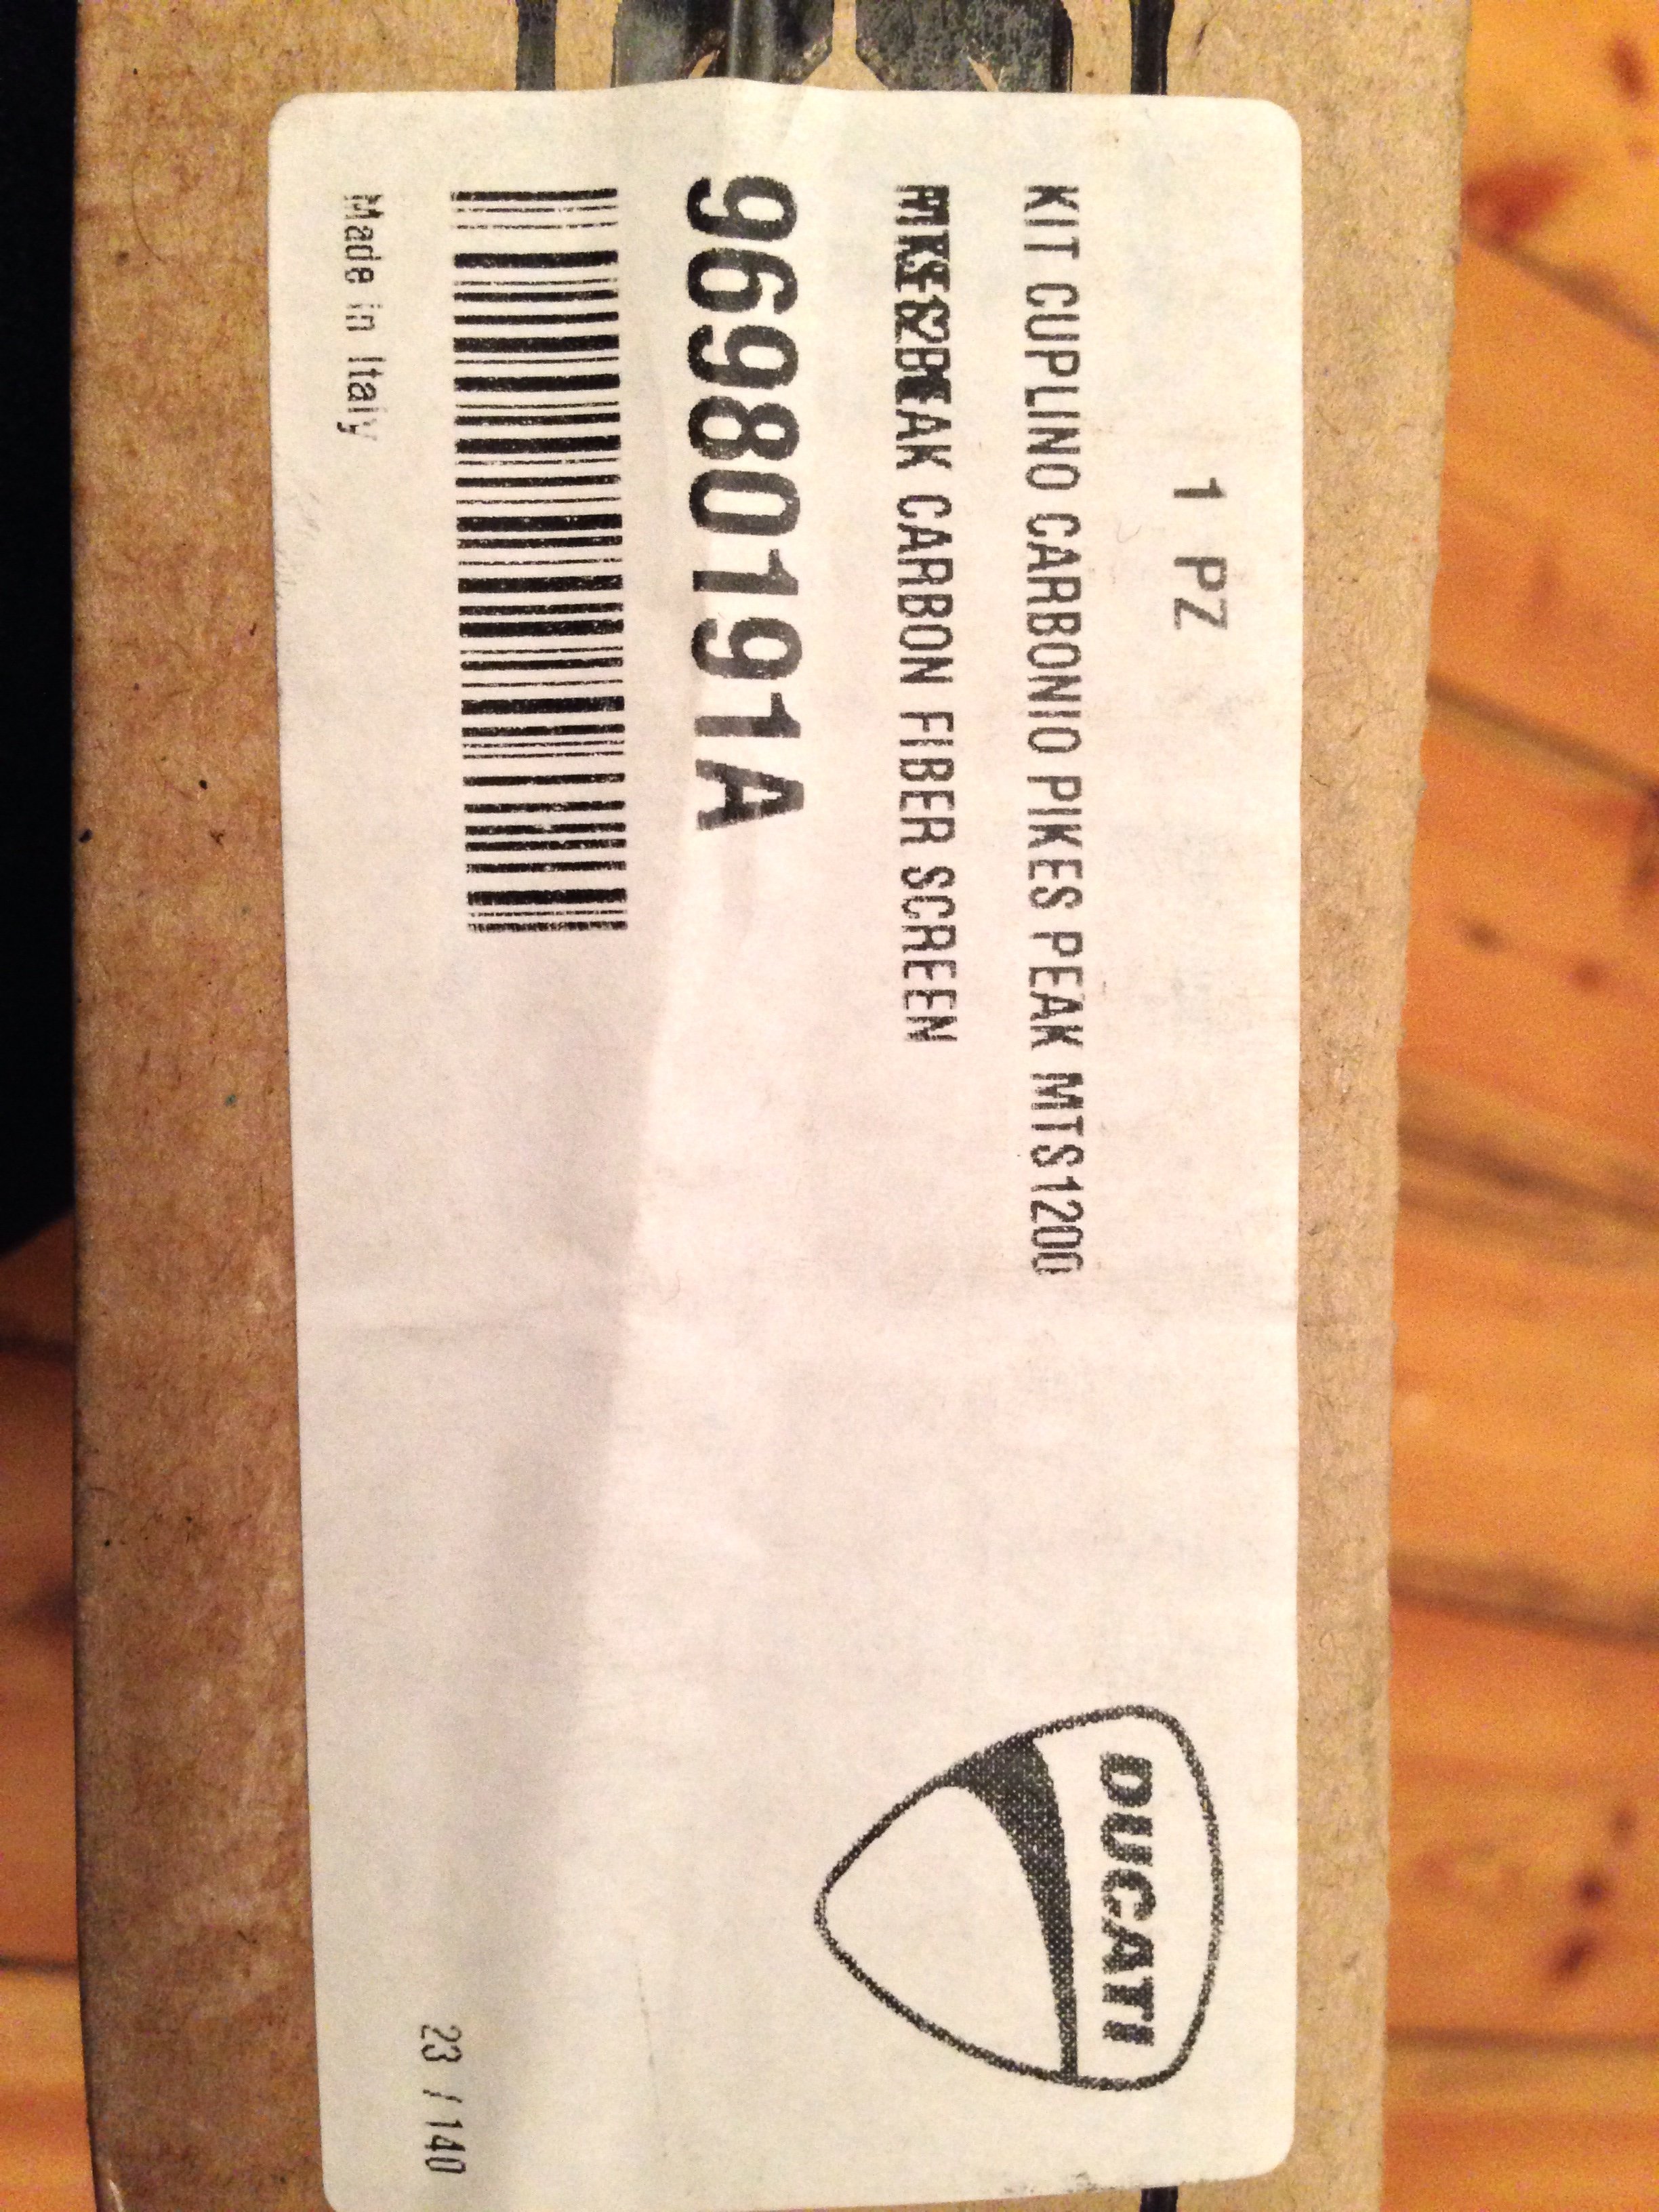 1 PZ
KIT CUPLINO CARBONIO PIKES PEAK MTS1200
CARBON FIBER SCREEN
96980191A
Made in Italy
DUCATI
23 / 140